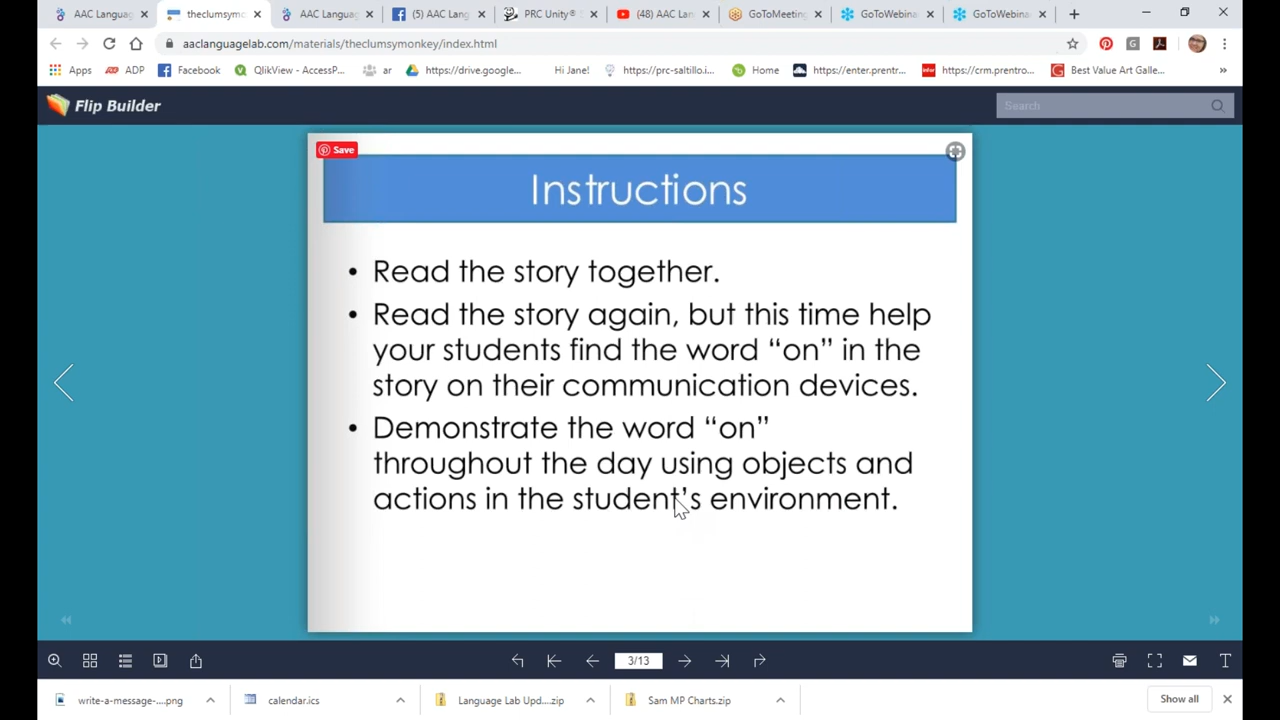 AAC Languag
theclumsymo
AAC Languag
(5) AAC Lang
PRC Unity®
(48) AAC Lan
GoToMeeting
GoToWebina
GoToWebina
aaclanguagelab.com/materials/theclumsymonkey/index.html
Apps
ADP
Facebook
QlikView - AccessP...
ar
https://drive.google...
Hi Jane!
https://prc-saltillo.m...
Home
https://enter.prentr...
https://crm.prentro...
Best Value Art Galle...
Flip Builder
Search
Save
Instructions
• Read the story together.
• Read the story again, but this time help
your students find the word “on” in the
story on their communication devices.
• Demonstrate the word “on”
throughout the day using objects and
actions in the student’s environment.
3/13
write-a-message-....png
calendar.ics
Language Lab Upd....zip
Sam MP Charts.zip
Show all